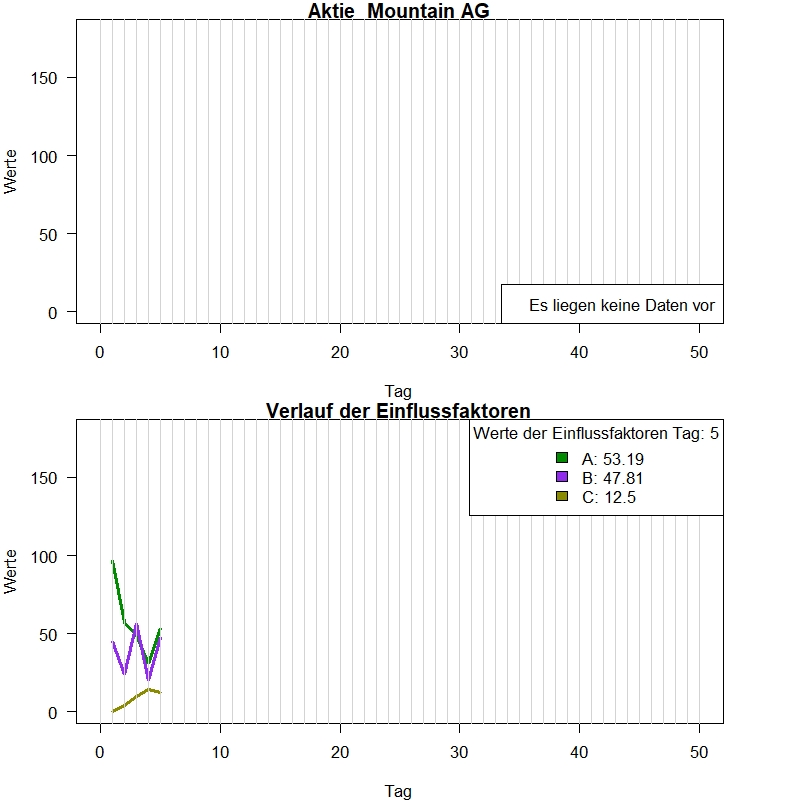 Aktie  Mountain AG
Werte
150
100
50
0
Es liegen keine Daten vor
0 10 20 30 40 50
Tag
Verlauf der Einflussfaktoren
Werte
150
100
50
0
Werte der Einflussfaktoren Tag: 5
A: 53.19
B: 47.81
C: 12.5
0 10 20 30 40 50
Tag